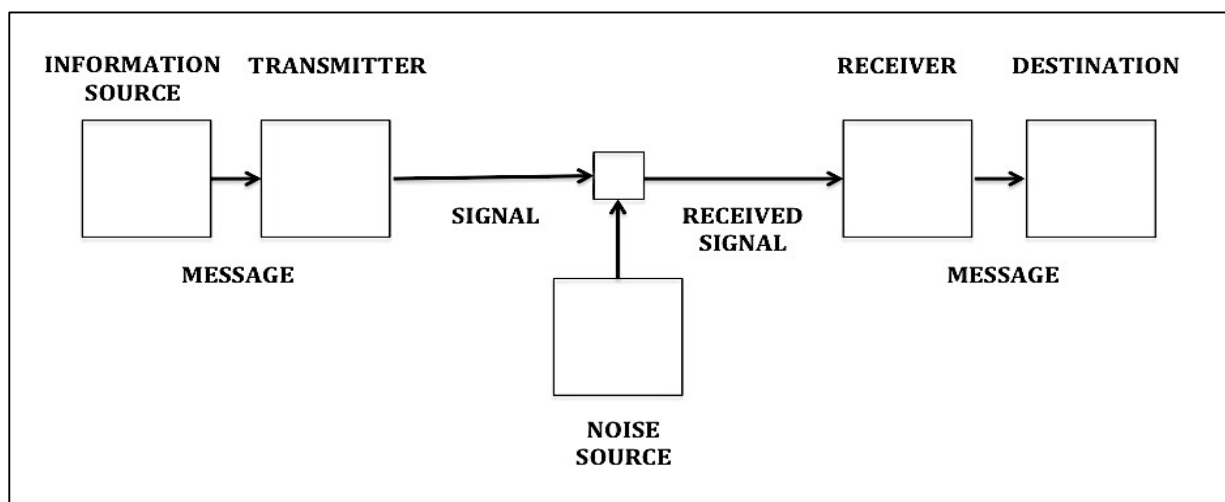 INFORMATION
SOURCE
TRANSMITTER
RECEIVER
DESTINATION
SIGNAL
RECEIVED
SIGNAL
MESSAGE
MESSAGE
NOISE
SOURCE